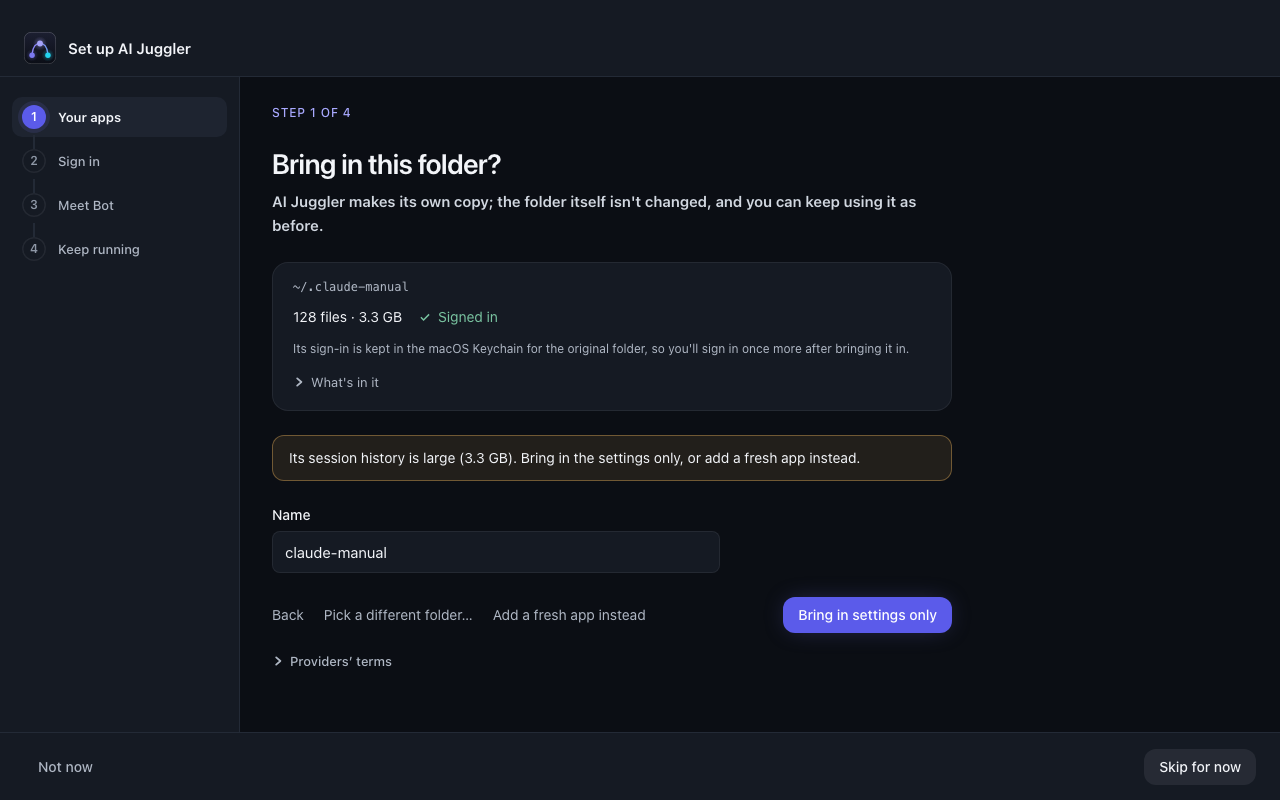 Set up AI Juggler
1 Your apps
2 Sign in
3 Meet Bot
4 Keep running
STEP 1 OF 4
Bring in this folder?
AI Juggler makes its own copy; the folder itself isn't changed, and you can keep using it as
before.
~/.claude-manual
128 files · 3.3 GB ✓ Signed in
Its sign-in is kept in the macOS Keychain for the original folder, so you'll sign in once more after bringing it in.
What's in it
Its session history is large (3.3 GB). Bring in the settings only, or add a fresh app instead.
Name
claude-manual
Back Pick a different folder... Add a fresh app instead Bring in settings only
Providers' terms
Not now Skip for now